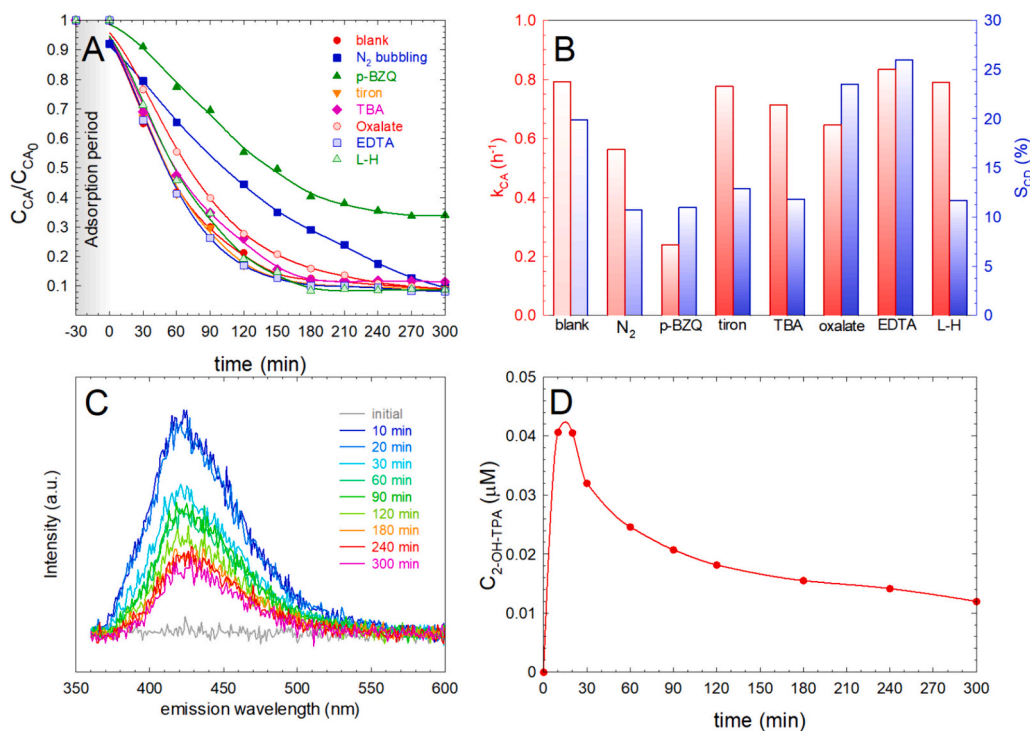 A
1
0.9
0.8
0.7
0.6
0.5
0.4
0.3
0.2
0.1
C_CA/C_CA0
Adsorption period
blank
N2 bubbling
p-BZQ
tiron
TBA
Oxalate
EDTA
L-H
-30 0 30 60 90 120 150 180 210 240 270 300
time (min)
B
1.0
0.8
0.6
0.4
0.2
0.0
k_CA (h⁻¹)
30
25
20
15
10
5
0
S_GD (%)
blank N2 p-BZQ tiron TBA oxalate EDTA L-H
C
Intensity (a.u.)
initial
10 min
20 min
30 min
60 min
90 min
120 min
180 min
240 min
300 min
350 400 450 500 550 600
emission wavelength (nm)
D
0.05
0.04
0.03
0.02
0.01
0
C_2-OH-TPA (μM)
0 30 60 90 120 150 180 210 240 270 300
time (min)